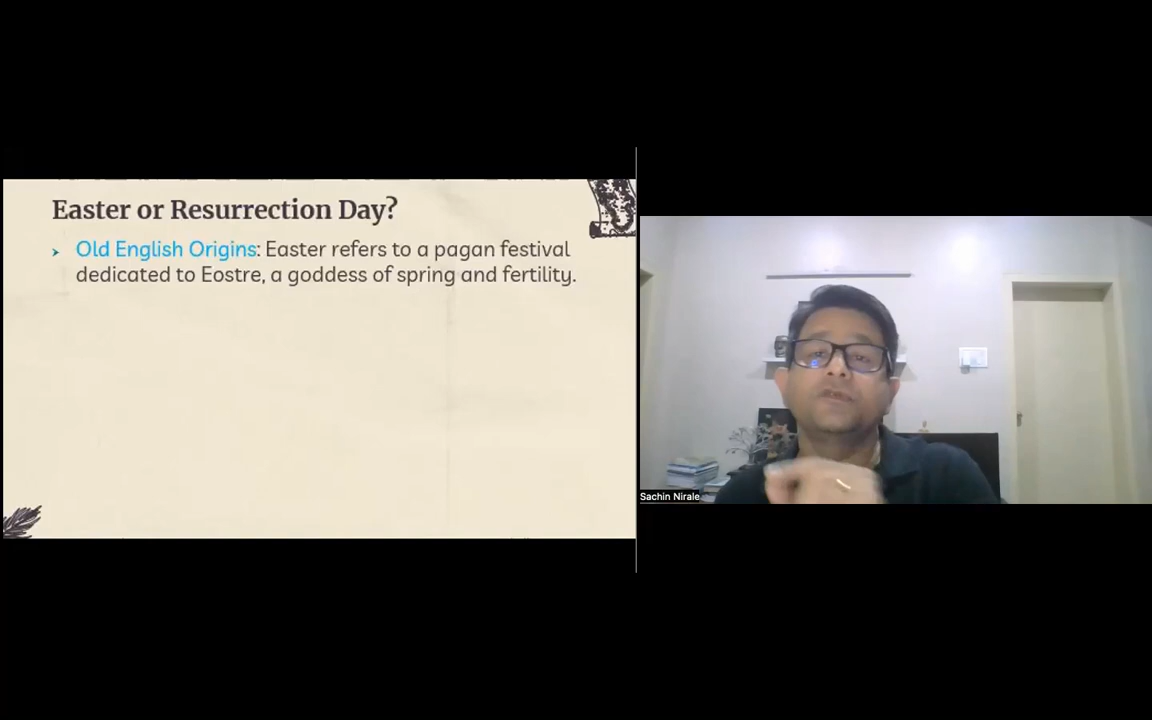 Easter or Resurrection Day?
Old English Origins: Easter refers to a pagan festival
dedicated to Eostre, a goddess of spring and fertility.
Sachin Nirale